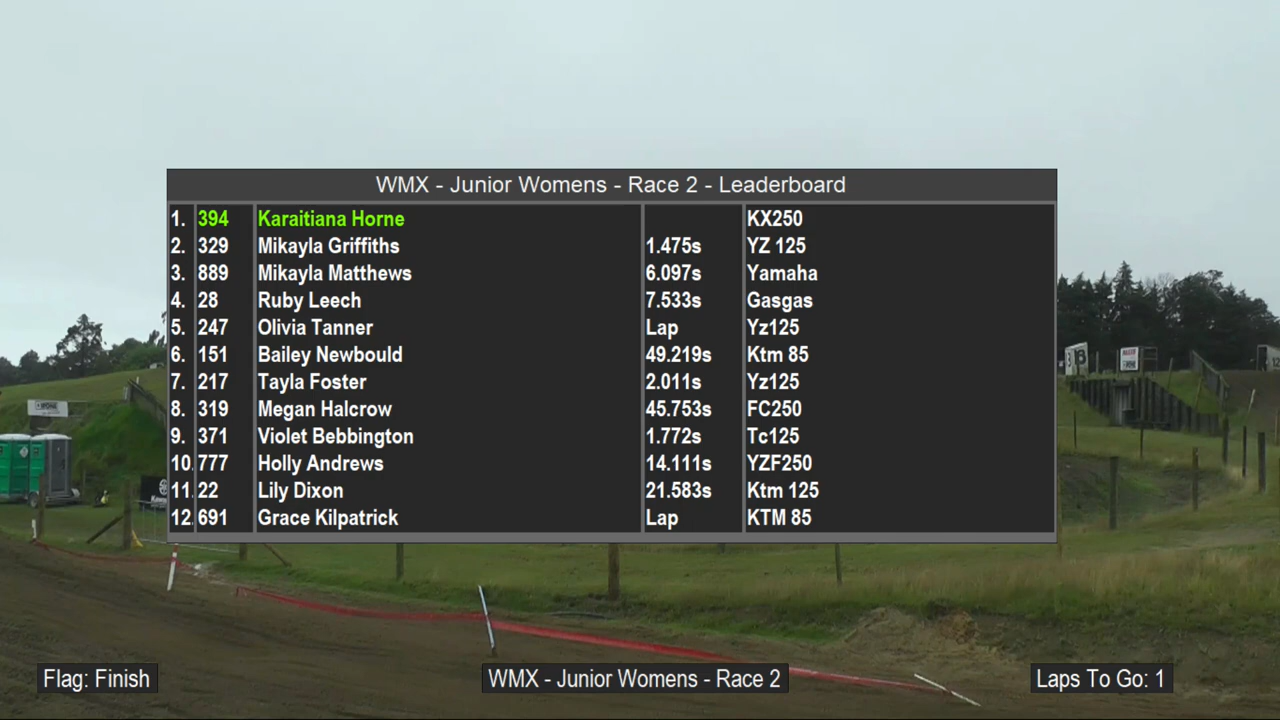 WMX - Junior Womens - Race 2 - Leaderboard
1. 394 Karaitiana Horne KX250
2. 329 Mikayla Griffiths 1.475s YZ 125
3. 889 Mikayla Matthews 6.097s Yamaha
4. 28 Ruby Leech 7.533s Gasgas
5. 247 Olivia Tanner Lap Yz125
6. 151 Bailey Newbould 49.219s Ktm 85
7. 217 Tayla Foster 2.011s Yz125
8. 319 Megan Halcrow 45.753s FC250
9. 371 Violet Bebbington 1.772s Tc125
10. 777 Holly Andrews 14.111s YZF250
11. 22 Lily Dixon 21.583s Ktm 125
12. 691 Grace Kilpatrick Lap KTM 85
Flag: Finish
WMX - Junior Womens - Race 2
Laps To Go: 1